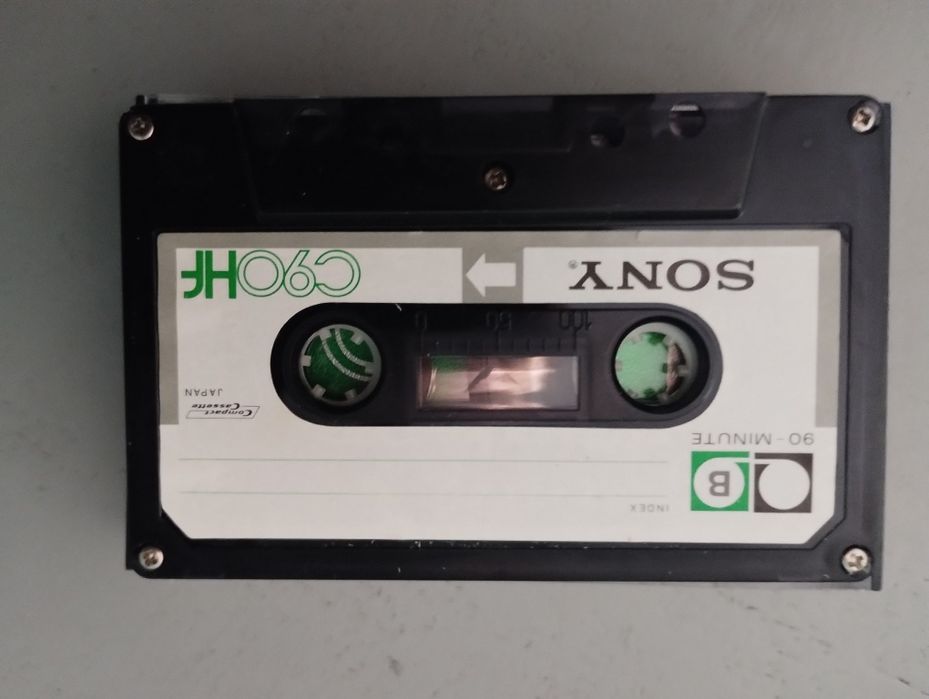 INDEX
B
90-MINUTE
Compact
Cassette
JAPAN
0 50 100
SONY®
C90HF